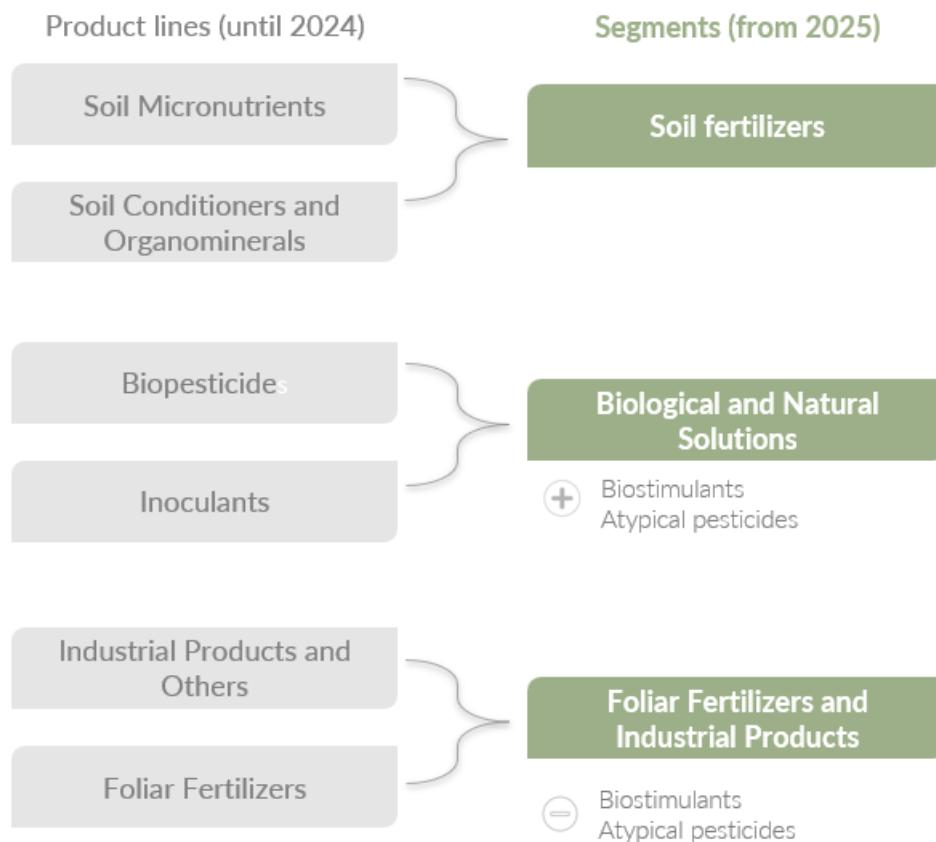 Product lines (until 2024)
Segments (from 2025)
Soil Micronutrients
Soil Conditioners and
Organominerals
Soil fertilizers
Biopesticides
Inoculants
Biological and Natural
Solutions
Biostimulants
Atypical pesticides
Industrial Products and
Others
Foliar Fertilizers
Foliar Fertilizers and
Industrial Products
Biostimulants
Atypical pesticides